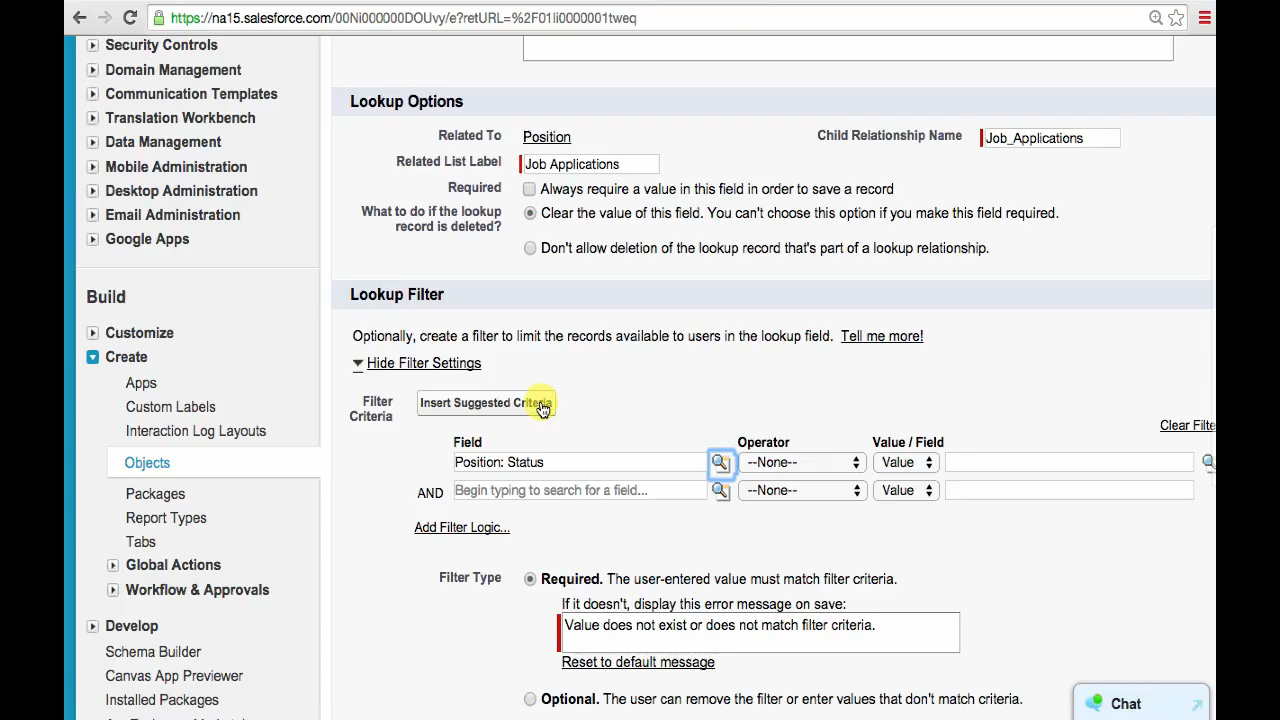 https://na15.salesforce.com/00Ni000000DOUvy/e?retURL=%2F01Ii0000001tweq
Security Controls
Domain Management
Communication Templates
Translation Workbench
Data Management
Mobile Administration
Desktop Administration
Email Administration
Google Apps
Build
Customize
Create
Apps
Custom Labels
Interaction Log Layouts
Objects
Packages
Report Types
Tabs
Global Actions
Workflow & Approvals
Develop
Schema Builder
Canvas App Previewer
Installed Packages
Lookup Options
Related To Position Child Relationship Name Job_Applications
Related List Label Job Applications
Required Always require a value in this field in order to save a record
What to do if the lookup record is deleted? Clear the value of this field. You can't choose this option if you make this field required.
Don't allow deletion of the lookup record that's part of a lookup relationship.
Lookup Filter
Optionally, create a filter to limit the records available to users in the lookup field. Tell me more!
Hide Filter Settings
Filter Criteria Insert Suggested Criteria
Clear Filte
Field Operator Value / Field
Position: Status --None-- Value
AND Begin typing to search for a field... --None-- Value
Add Filter Logic...
Filter Type Required. The user-entered value must match filter criteria.
If it doesn't, display this error message on save:
Value does not exist or does not match filter criteria.
Reset to default message
Optional. The user can remove the filter or enter values that don't match criteria.
Chat